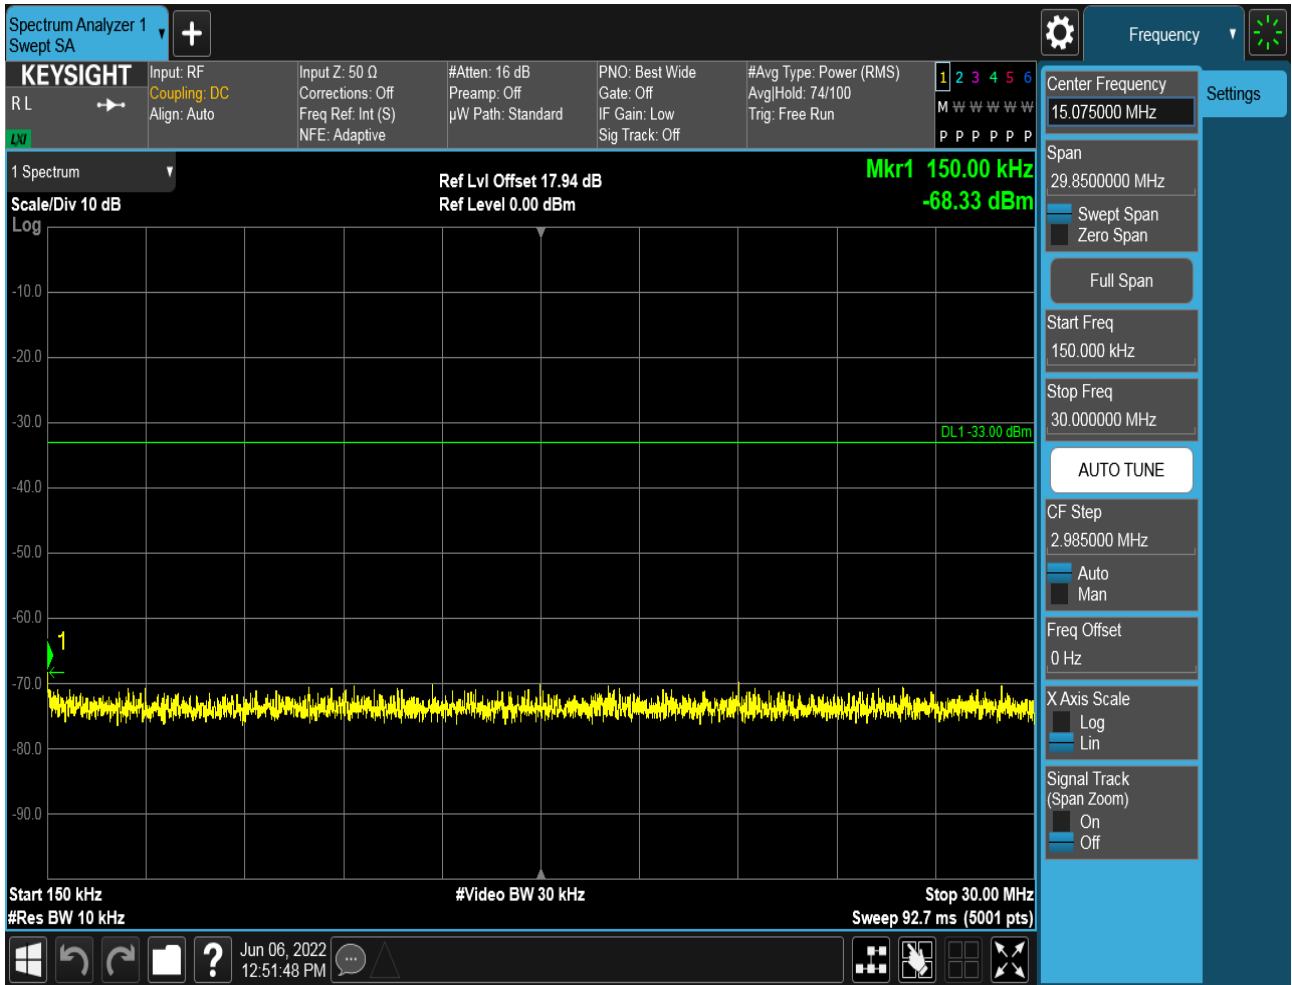 Spectrum Analyzer 1
Swept SA
Frequency
KEYSIGHT
R L
LXI
Input: RF
Coupling: DC
Align: Auto
Input Z: 50 Ω
Corrections: Off
Freq Ref: Int (S)
NFE: Adaptive
#Atten: 16 dB
Preamp: Off
µW Path: Standard
PNO: Best Wide
Gate: Off
IF Gain: Low
Sig Track: Off
#Avg Type: Power (RMS)
Avg|Hold: 74/100
Trig: Free Run
1 2 3 4 5 6
M W W W W W
P P P P P P
1 Spectrum
Scale/Div 10 dB
Log
Ref Lvl Offset 17.94 dB
Ref Level 0.00 dBm
Mkr1 150.00 kHz
-68.33 dBm
-10.0
-20.0
-30.0
DL1 -33.00 dBm
-40.0
-50.0
-60.0
1
-70.0
-80.0
-90.0
Start 150 kHz
#Video BW 30 kHz
Stop 30.00 MHz
#Res BW 10 kHz
Sweep 92.7 ms (5001 pts)
?
Jun 06, 2022
12:51:48 PM
Center Frequency
15.075000 MHz
Settings
Span
29.8500000 MHz
Swept Span
Zero Span
Full Span
Start Freq
150.000 kHz
Stop Freq
30.000000 MHz
AUTO TUNE
CF Step
2.985000 MHz
Auto
Man
Freq Offset
0 Hz
X Axis Scale
Log
Lin
Signal Track
(Span Zoom)
On
Off